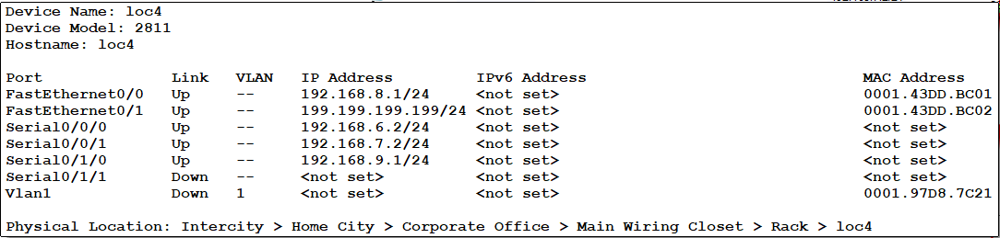 Device Name: loc4
Device Model: 2811
Hostname: loc4
Port Link VLAN IP Address IPv6 Address MAC Address
FastEthernet0/0 Up -- 192.168.8.1/24 <not set> 0001.43DD.BC01
FastEthernet0/1 Up -- 199.199.199.199/24 <not set> 0001.43DD.BC02
Serial0/0/0 Up -- 192.168.6.2/24 <not set> <not set>
Serial0/0/1 Up -- 192.168.7.2/24 <not set> <not set>
Serial0/1/0 Up -- 192.168.9.1/24 <not set> <not set>
Serial0/1/1 Down -- <not set> <not set> <not set>
Vlan1 Down 1 <not set> <not set> 0001.97D8.7C21
Physical Location: Intercity > Home City > Corporate Office > Main Wiring Closet > Rack > loc4